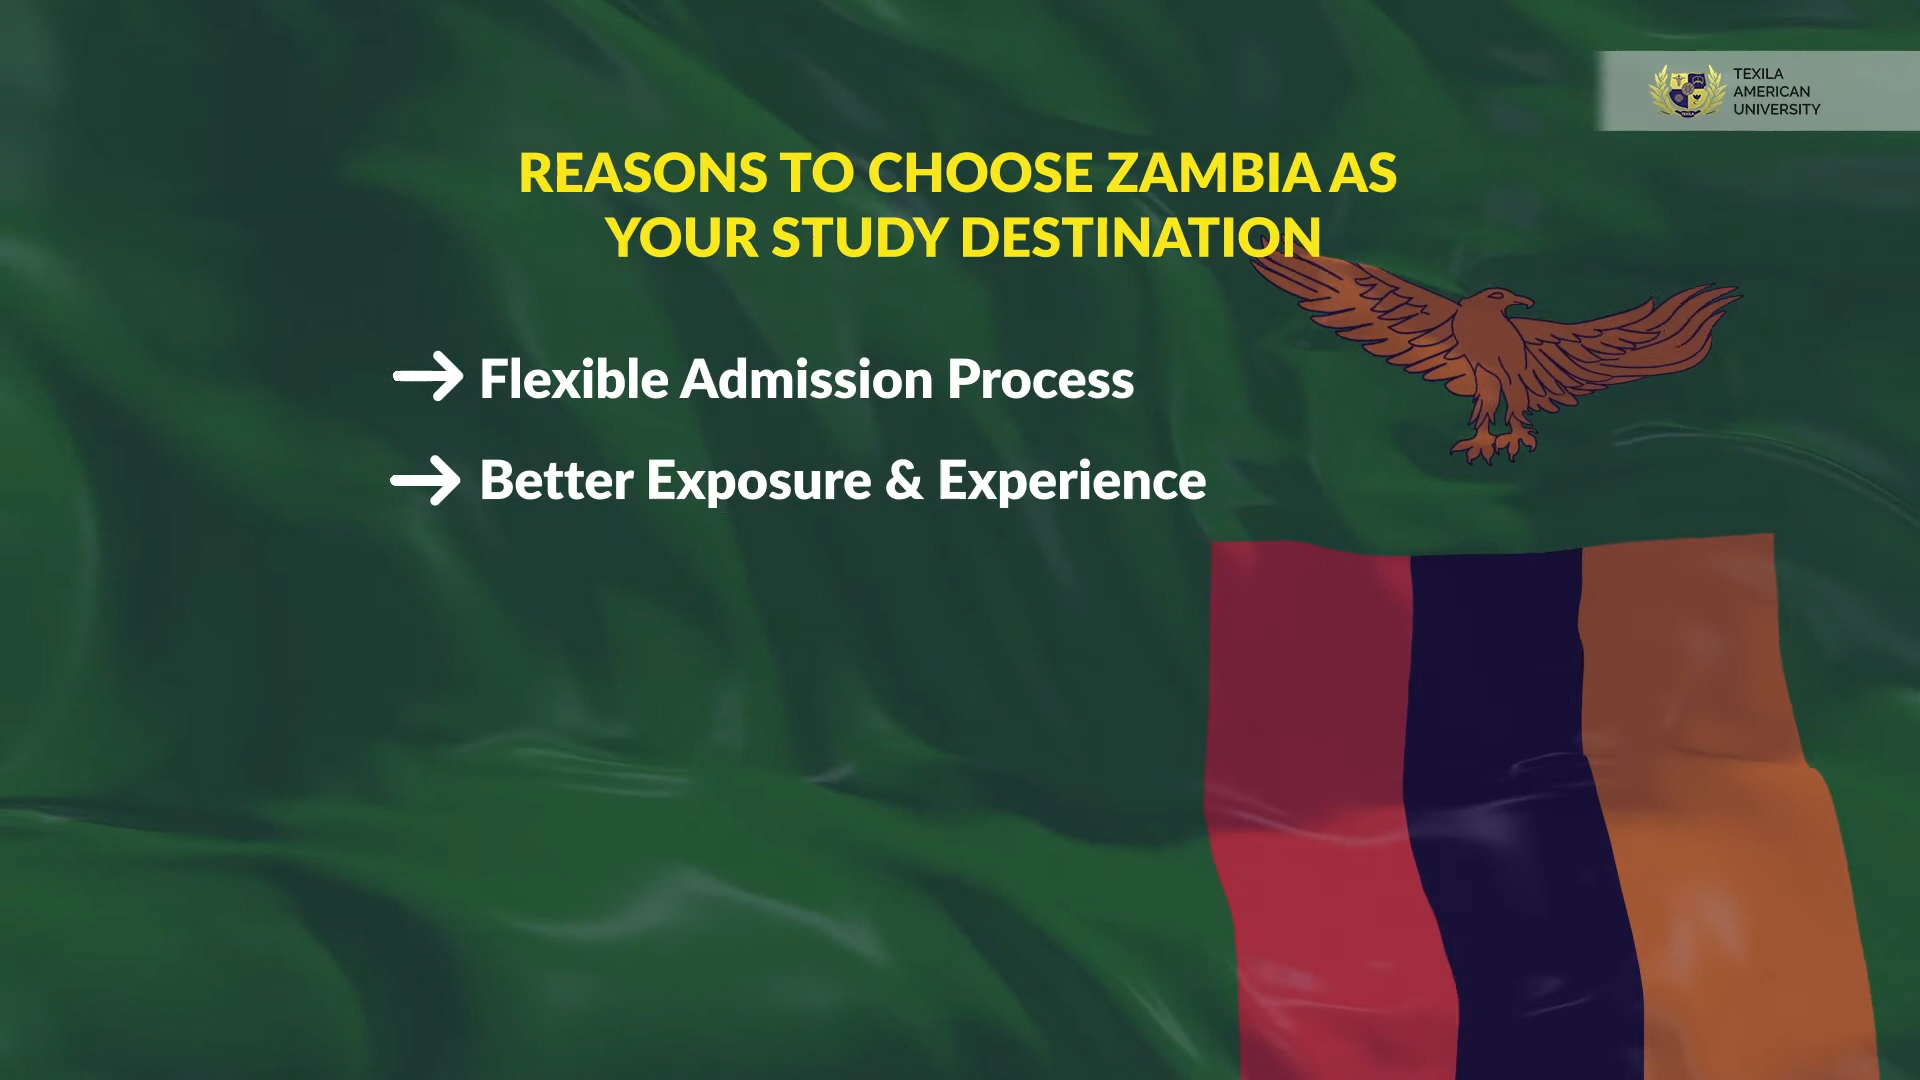 TEXILA
AMERICAN
UNIVERSITY
REASONS TO CHOOSE ZAMBIA AS
YOUR STUDY DESTINATION
Flexible Admission Process
Better Exposure & Experience